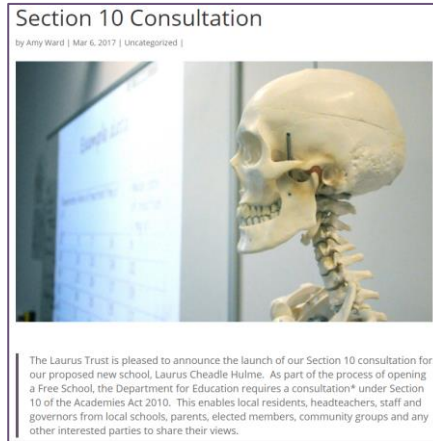 Section 10 Consultation
by Amy Ward | Mar 6, 2017 | Uncategorized |
The Laurus Trust is pleased to announce the launch of our Section 10 consultation for
our proposed new school, Laurus Cheadle Hulme. As part of the process of opening
a Free School, the Department for Education requires a consultation* under Section
10 of the Academies Act 2010. This enables local residents, headteachers, staff and
governors from local schools, parents, elected members, community groups and any
other interested parties to share their views.